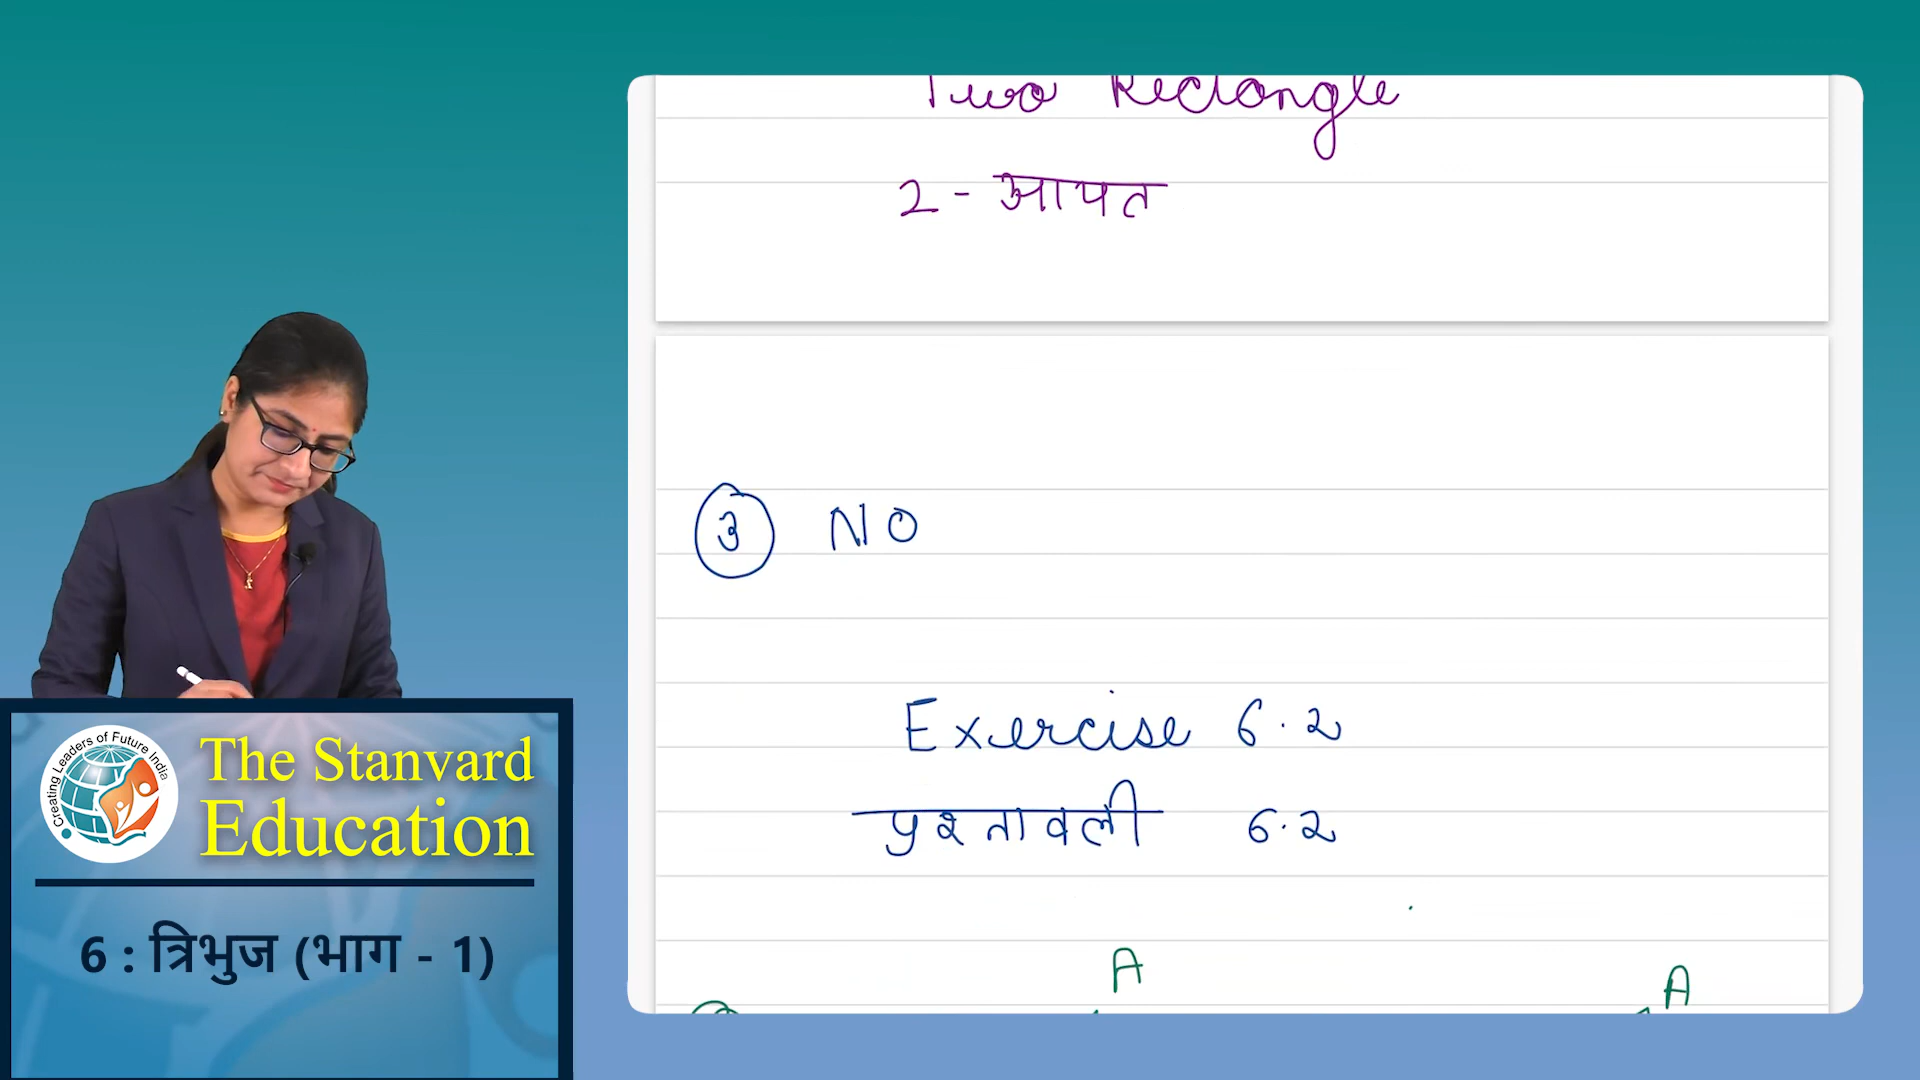 Two Rectangle
2 - आयत
3 NO
Exercise 6.2
प्रश्नावली 6.2
A
A
Creating Leaders of Future India
The Stanvard
Education
6 : त्रिभुज (भाग - 1)